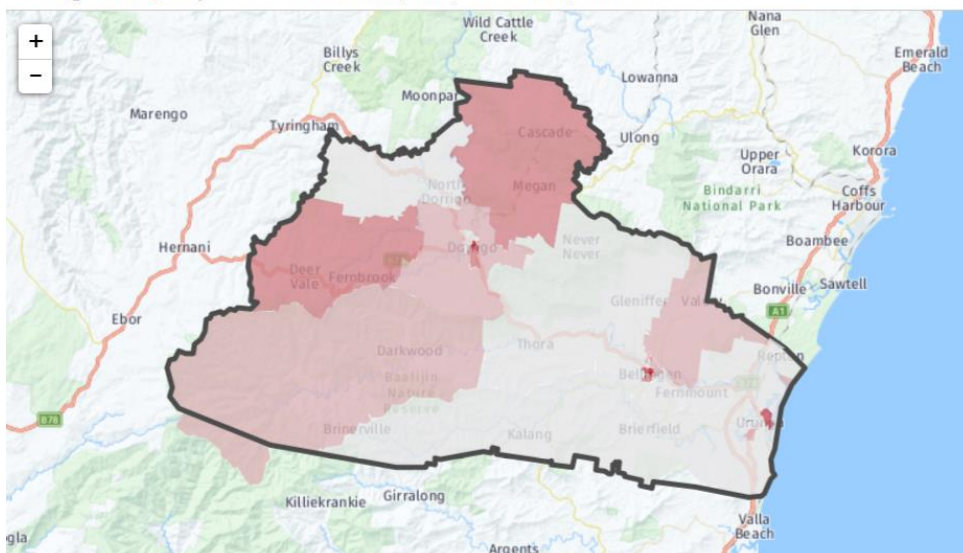 +
−
Wild Cattle
Creek
Nana
Glen
Billys
Creek
Emerald
Beach
Lowanna
Moonpar
Marengo
Tyringham
Cascade
Ulong
Korora
Upper
Orara
North
Dorrigo
Megan
Bindarri
National Park
Coffs
Harbour
Hernani
Dorrigo
Never
Never
Boambee
Deer
Vale
Fernbrook
Bonville
Sawtell
Gleniffer
Valery
A1
Ebor
Thora
Darkwood
Repton
Bellingen
B78
Baalijin
Nature
Reserve
Fernmount
B78
Brinerville
Kalang
Brierfield
Urunga
Killiekrankie
Girralong
Valla
Beach
Argents